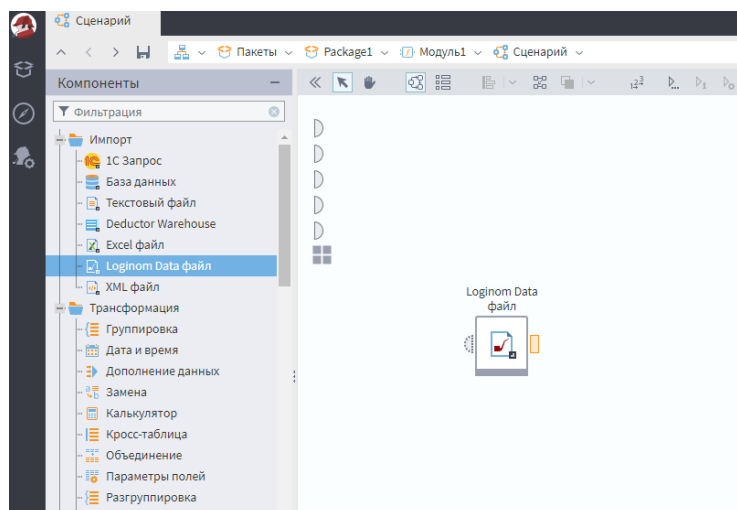 Сценарий
Пакеты
Package1
Модуль1
Сценарий
Компоненты
Фильтрация
Импорт
1С Запрос
База данных
Текстовый файл
Deductor Warehouse
Excel файл
Loginom Data файл
XML файл
Трансформация
Группировка
Дата и время
Дополнение данных
Замена
Калькулятор
Кросс-таблица
Объединение
Параметры полей
Разгруппировка
Loginom Data
файл